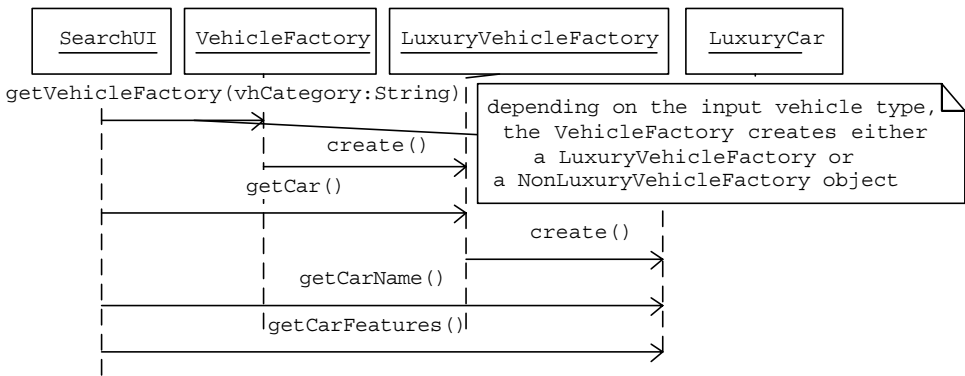 SearchUI
VehicleFactory
LuxuryVehicleFactory
LuxuryCar
getVehicleFactory(vhCategory:String)
depending on the input vehicle type,
the VehicleFactory creates either
a LuxuryVehicleFactory or
a NonLuxuryVehicleFactory object
create()
getCar()
create()
getCarName()
getCarFeatures()